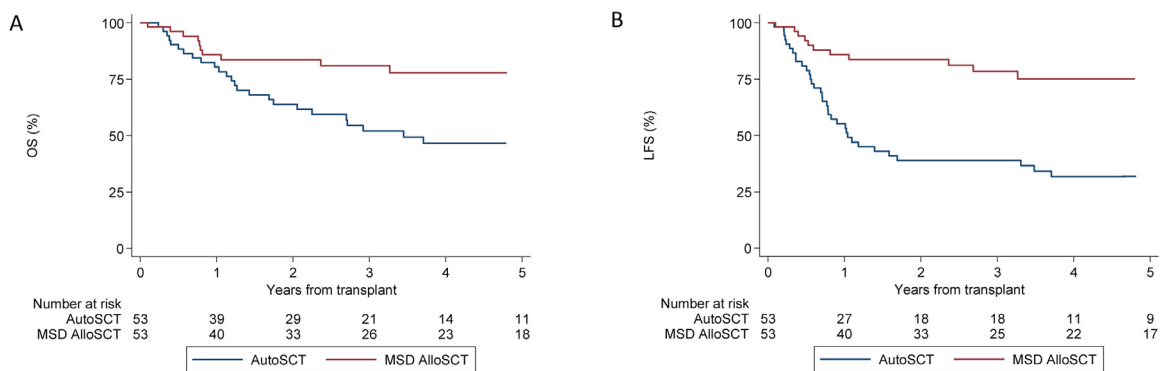 A
100
75
50
25
0
OS (%)
0 1 2 3 4 5
Years from transplant
Number at risk
AutoSCT 53 39 29 21 14 11
MSD AlloSCT 53 40 33 26 23 18
AutoSCT MSD AlloSCT
B
100
75
50
25
0
LFS (%)
0 1 2 3 4 5
Years from transplant
Number at risk
AutoSCT 53 27 18 18 11 9
MSD AlloSCT 53 40 33 25 22 17
AutoSCT MSD AlloSCT